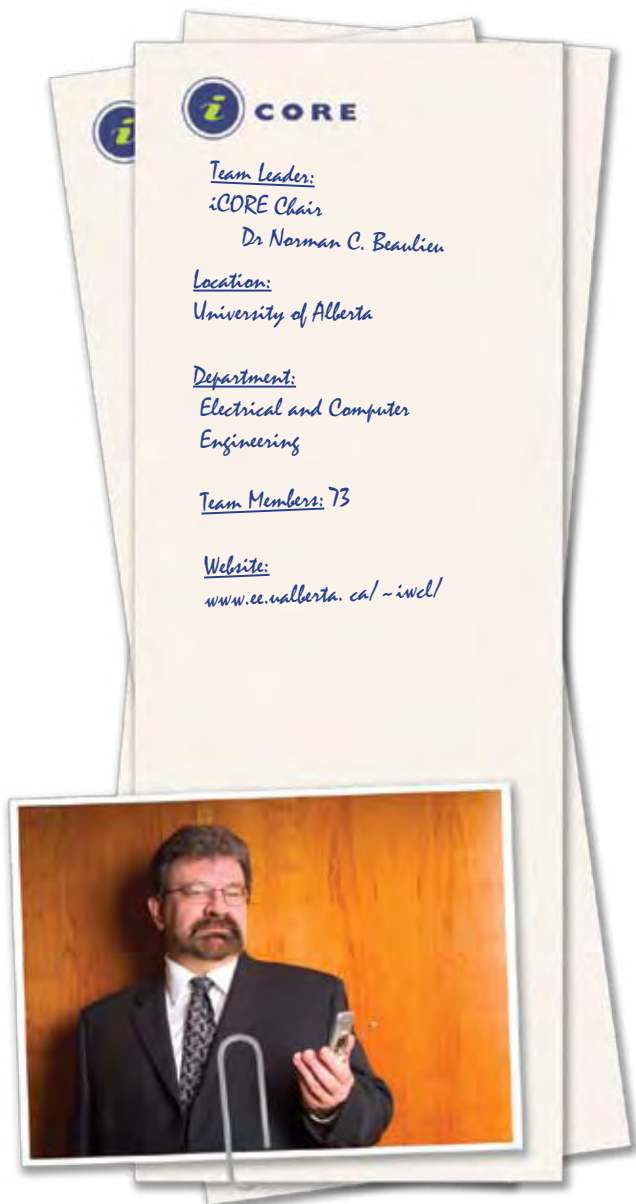 i CORE
i
Team Leader:
iCORE Chair
Dr Norman C. Beaulieu
Location:
University of Alberta
Department:
Electrical and Computer
Engineering
Team Members: 73
Website:
www.ee.ualberta. ca/ ~ iwcl/